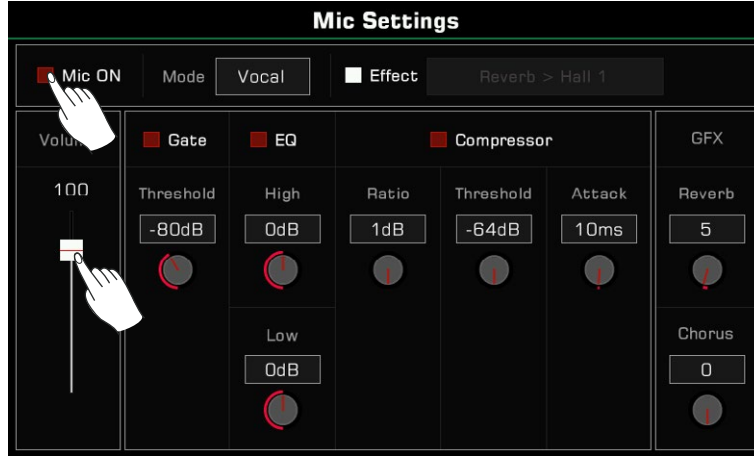 Mic Settings
Mic ON Mode Vocal Effect Reverb > Hall 1
Gate EQ Compressor GFX
100 Threshold High Ratio Threshold Attack Reverb
-80dB 0dB 1dB -64dB 10ms 5
Low Chorus
0dB 0